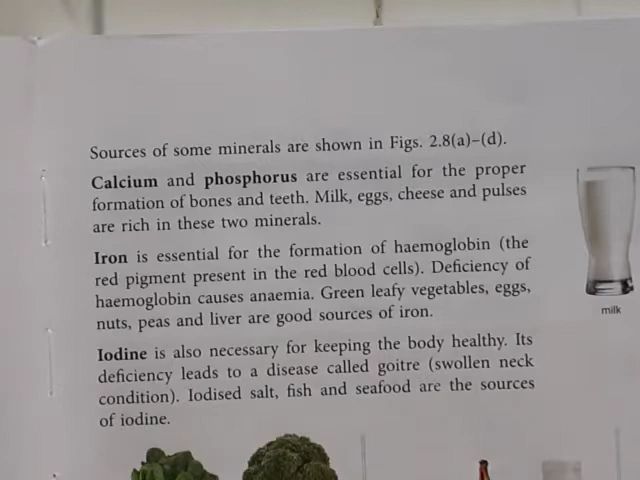 Sources of some minerals are shown in Figs. 2.8(a)–(d).
Calcium and phosphorus are essential for the proper
formation of bones and teeth. Milk, eggs, cheese and pulses
are rich in these two minerals.
Iron is essential for the formation of haemoglobin (the
red pigment present in the red blood cells). Deficiency of
haemoglobin causes anaemia. Green leafy vegetables, eggs,
nuts, peas and liver are good sources of iron.
Iodine is also necessary for keeping the body healthy. Its
deficiency leads to a disease called goitre (swollen neck
condition). Iodised salt, fish and seafood are the sources
of iodine.
milk